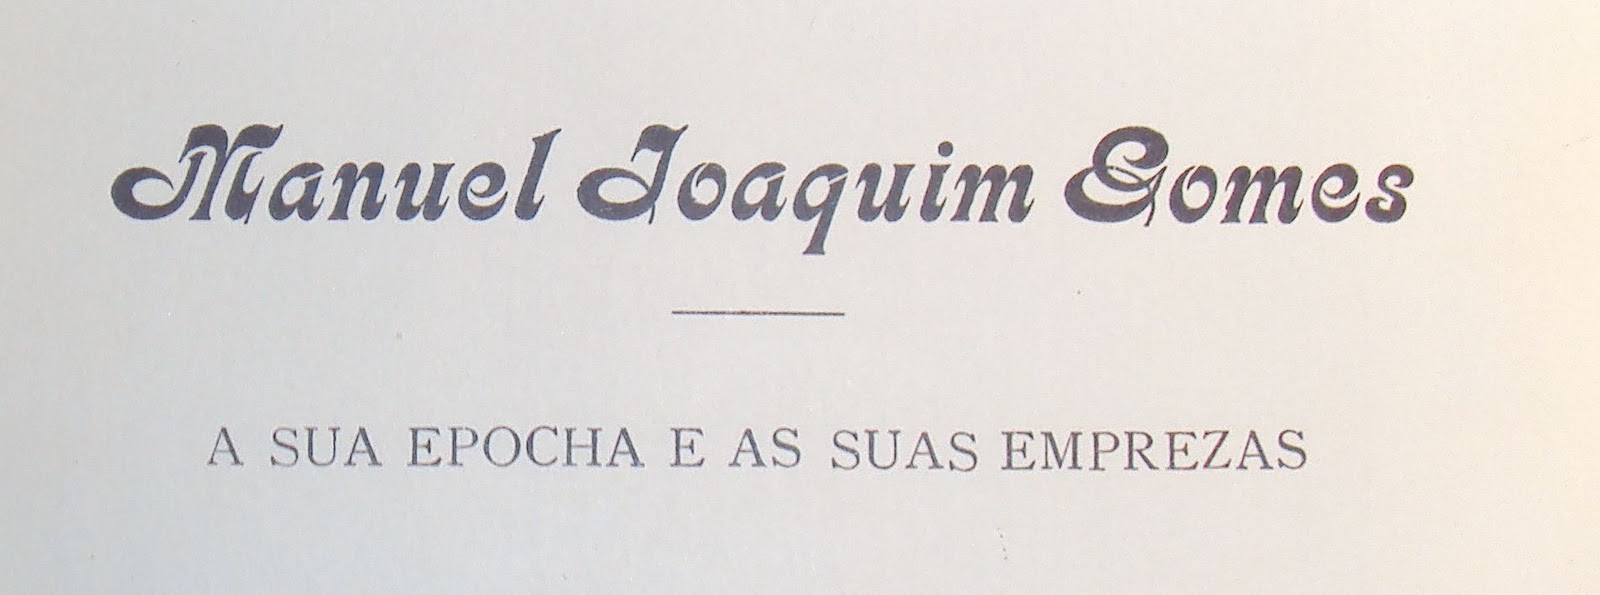 Manuel Joaquim Gomes
A SUA EPOCHA E AS SUAS EMPREZAS